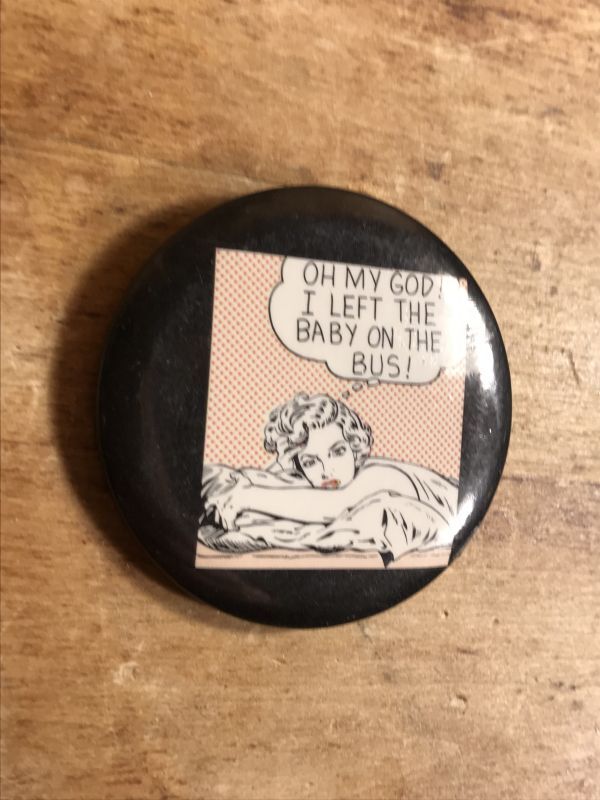 OH MY GOD!
I LEFT THE
BABY ON THE
BUS!